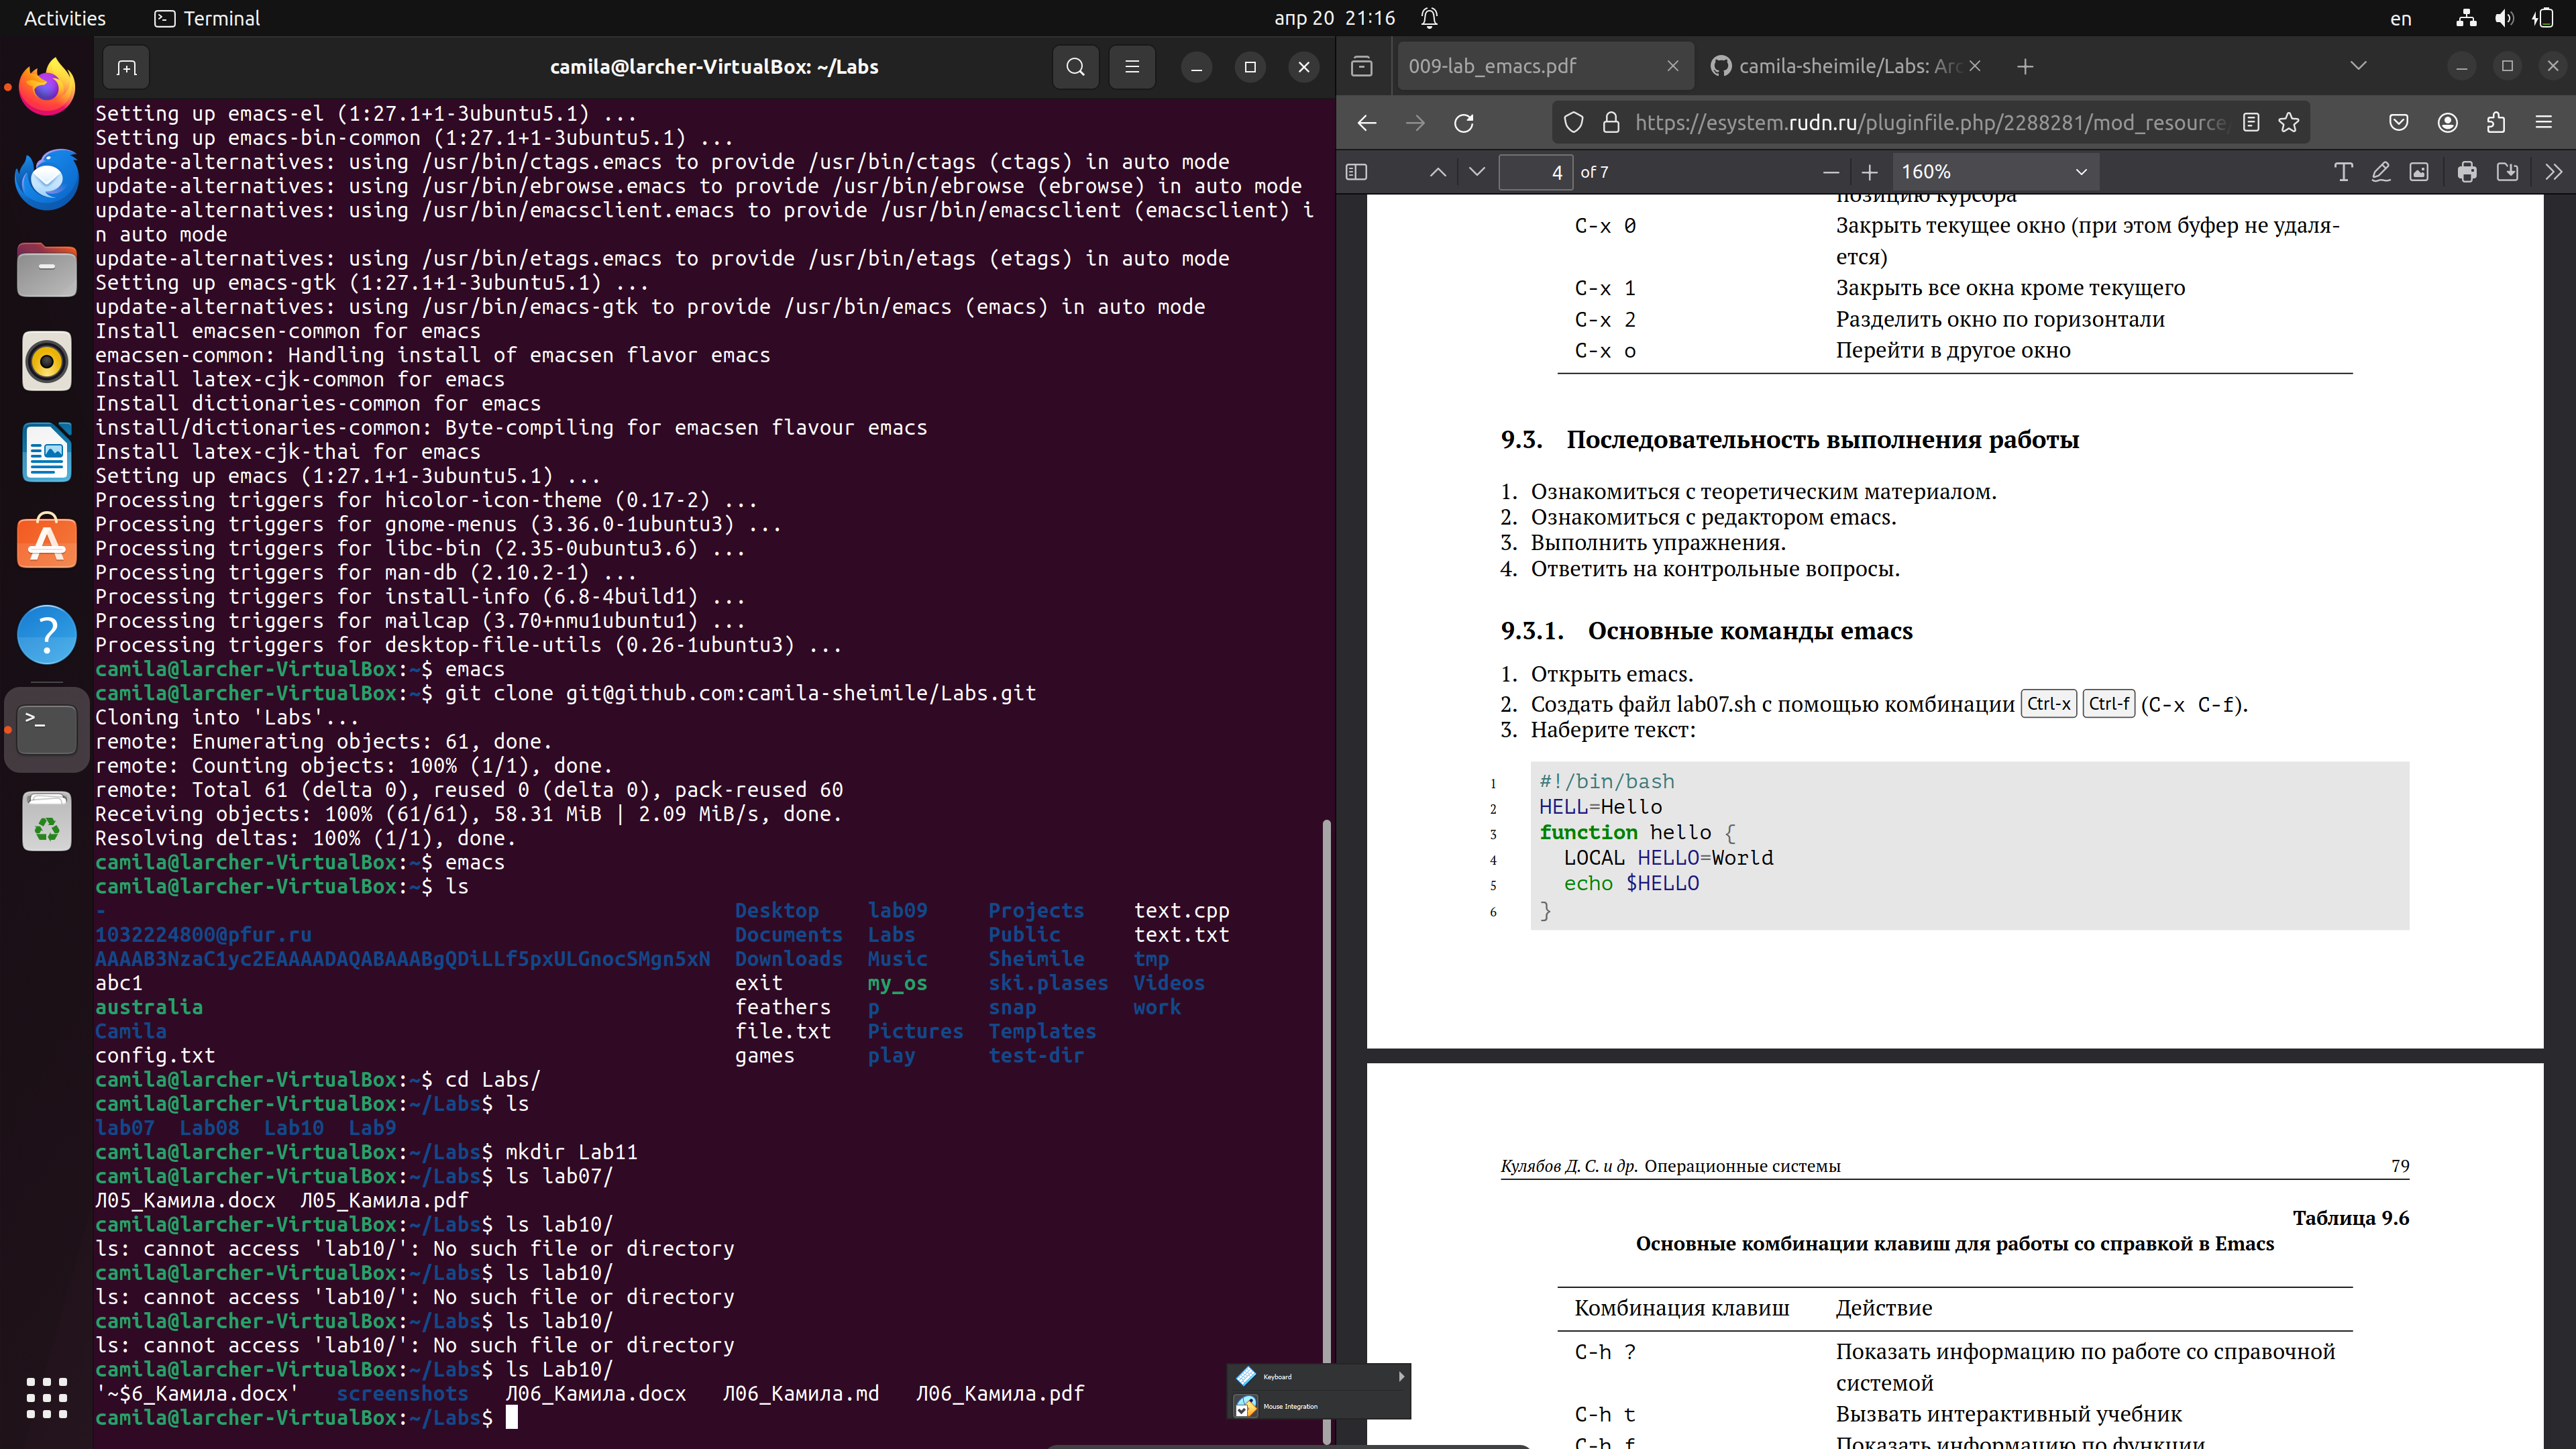 Activities
Terminal
апр 20 21:16
en
camila@larcher-VirtualBox: ~/Labs
Setting up emacs-el (1:27.1+1-3ubuntu5.1) ...
Setting up emacs-bin-common (1:27.1+1-3ubuntu5.1) ...
update-alternatives: using /usr/bin/ctags.emacs to provide /usr/bin/ctags (ctags) in auto mode
update-alternatives: using /usr/bin/ebrowse.emacs to provide /usr/bin/ebrowse (ebrowse) in auto mode
update-alternatives: using /usr/bin/emacsclient.emacs to provide /usr/bin/emacsclient (emacsclient) i
n auto mode
update-alternatives: using /usr/bin/etags.emacs to provide /usr/bin/etags (etags) in auto mode
Setting up emacs-gtk (1:27.1+1-3ubuntu5.1) ...
update-alternatives: using /usr/bin/emacs-gtk to provide /usr/bin/emacs (emacs) in auto mode
Install emacsen-common for emacs
emacsen-common: Handling install of emacsen flavor emacs
Install latex-cjk-common for emacs
Install dictionaries-common for emacs
install/dictionaries-common: Byte-compiling for emacsen flavour emacs
Install latex-cjk-thai for emacs
Setting up emacs (1:27.1+1-3ubuntu5.1) ...
Processing triggers for hicolor-icon-theme (0.17-2) ...
Processing triggers for gnome-menus (3.36.0-1ubuntu3) ...
Processing triggers for libc-bin (2.35-0ubuntu3.6) ...
Processing triggers for man-db (2.10.2-1) ...
Processing triggers for install-info (6.8-4build1) ...
Processing triggers for mailcap (3.70+nmu1ubuntu1) ...
Processing triggers for desktop-file-utils (0.26-1ubuntu3) ...
camila@larcher-VirtualBox:~$ emacs
camila@larcher-VirtualBox:~$ git clone git@github.com:camila-sheimile/Labs.git
Cloning into 'Labs'...
remote: Enumerating objects: 61, done.
remote: Counting objects: 100% (1/1), done.
remote: Total 61 (delta 0), reused 0 (delta 0), pack-reused 60
Receiving objects: 100% (61/61), 58.31 MiB | 2.09 MiB/s, done.
Resolving deltas: 100% (1/1), done.
camila@larcher-VirtualBox:~$ emacs
camila@larcher-VirtualBox:~$ ls
- Desktop lab09 Projects text.cpp
1032224800@pfur.ru Documents Labs Public text.txt
AAAAB3NzaC1yc2EAAAADAQABAAABgQDiLLf5pxULGnocSMgn5xN Downloads Music Sheimile tmp
abc1 exit my_os ski.plases Videos
australia feathers p snap work
Camila file.txt Pictures Templates
config.txt games play test-dir
camila@larcher-VirtualBox:~$ cd Labs/
camila@larcher-VirtualBox:~/Labs$ ls
lab07 Lab08 Lab10 Lab9
camila@larcher-VirtualBox:~/Labs$ mkdir Lab11
camila@larcher-VirtualBox:~/Labs$ ls lab07/
Л05_Камила.docx Л05_Камила.pdf
camila@larcher-VirtualBox:~/Labs$ ls lab10/
ls: cannot access 'lab10/': No such file or directory
camila@larcher-VirtualBox:~/Labs$ ls lab10/
ls: cannot access 'lab10/': No such file or directory
camila@larcher-VirtualBox:~/Labs$ ls lab10/
ls: cannot access 'lab10/': No such file or directory
camila@larcher-VirtualBox:~/Labs$ ls Lab10/
'~$6_Камила.docx' screenshots Л06_Камила.docx Л06_Камила.md Л06_Камила.pdf
camila@larcher-VirtualBox:~/Labs$
Keyboard
Mouse Integration
009-lab_emacs.pdf
camila-sheimile/Labs: Arc
https://esystem.rudn.ru/pluginfile.php/2288281/mod_resource/
4 of 7
160%
позицию курсора
C-x 0 Закрыть текущее окно (при этом буфер не удаля-
ется)
C-x 1 Закрыть все окна кроме текущего
C-x 2 Разделить окно по горизонтали
C-x o Перейти в другое окно
9.3. Последовательность выполнения работы
1. Ознакомиться с теоретическим материалом.
2. Ознакомиться с редактором emacs.
3. Выполнить упражнения.
4. Ответить на контрольные вопросы.
9.3.1. Основные команды emacs
1. Открыть emacs.
2. Создать файл lab07.sh с помощью комбинации Ctrl-x Ctrl-f (C-x C-f).
3. Наберите текст:
1 #!/bin/bash
2 HELL=Hello
3 function hello {
4 LOCAL HELLO=World
5 echo $HELLO
6 }
Кулябов Д. С. и др. Операционные системы 79
Таблица 9.6
Основные комбинации клавиш для работы со справкой в Emacs
Комбинация клавиш Действие
C-h ? Показать информацию по работе со справочной
системой
C-h t Вызвать интерактивный учебник
C-h f Показать информацию по функции